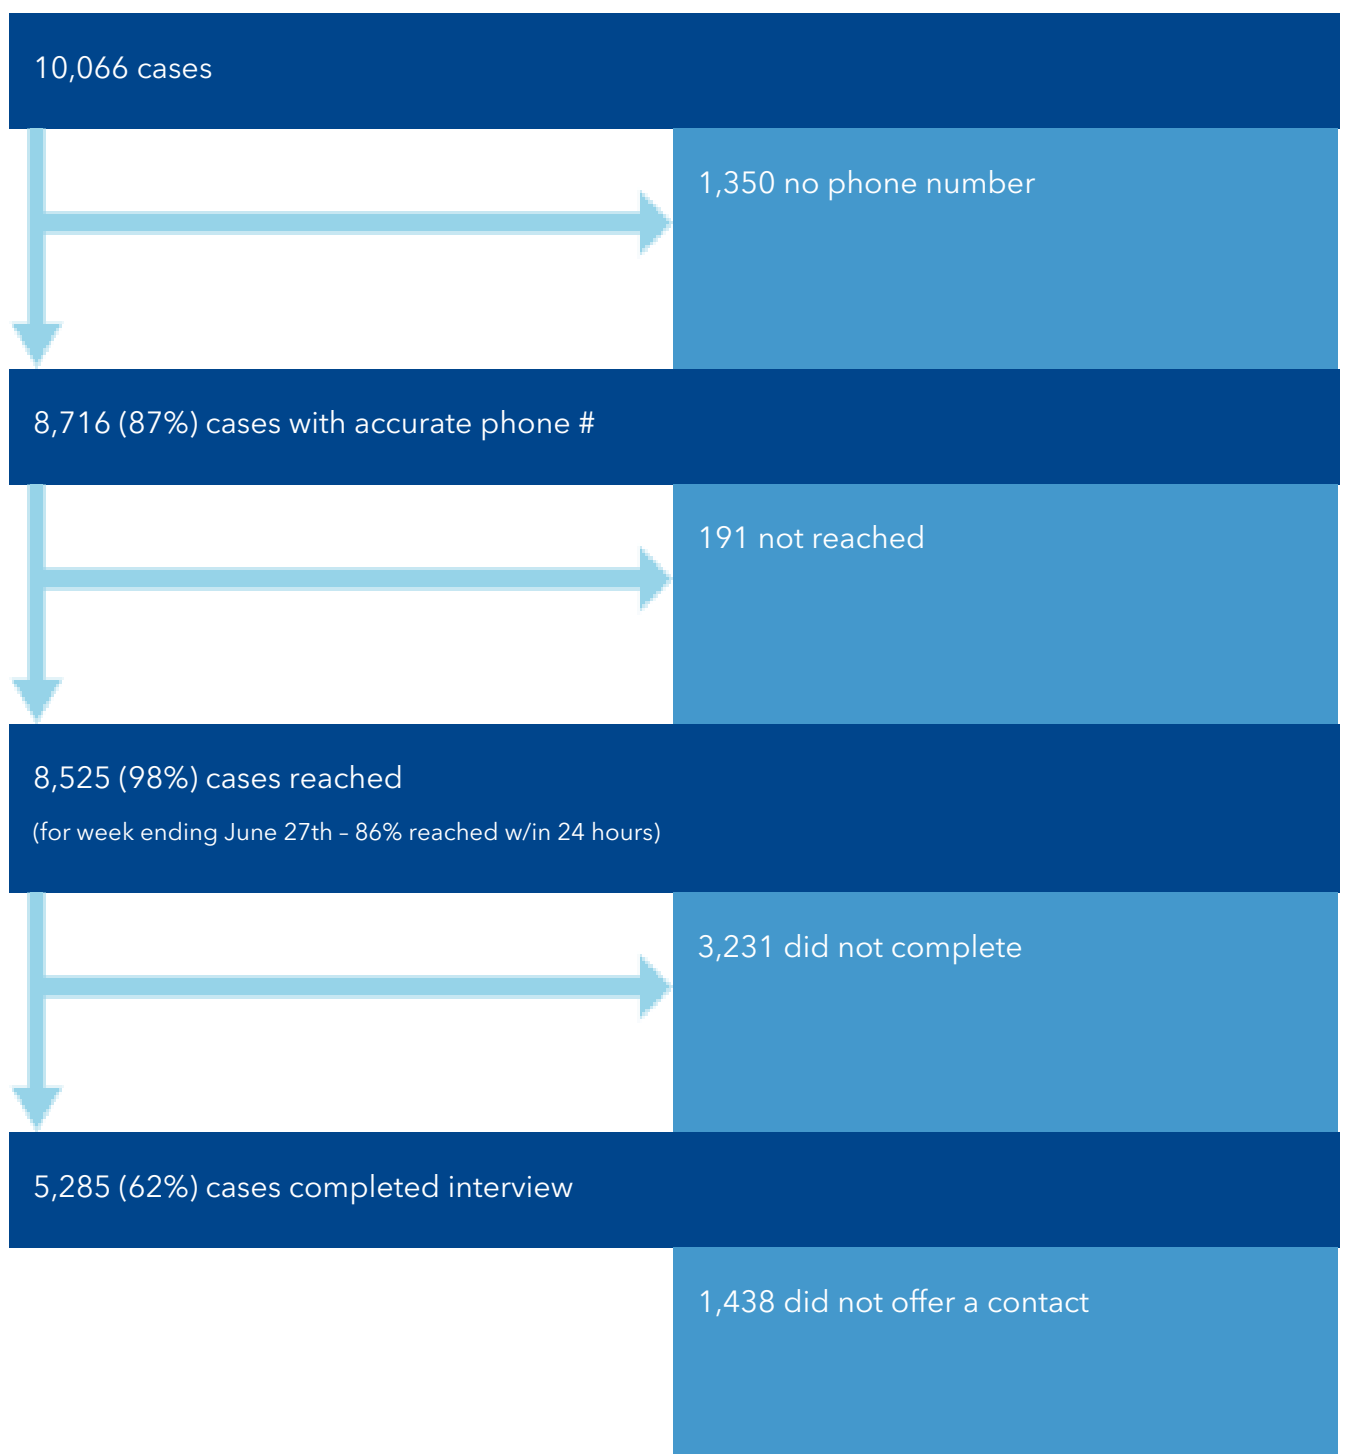 10,066 cases
1,350 no phone number
8,716 (87%) cases with accurate phone #
191 not reached
8,525 (98%) cases reached
(for week ending June 27th – 86% reached w/in 24 hours)
3,231 did not complete
5,285 (62%) cases completed interview
1,438 did not offer a contact